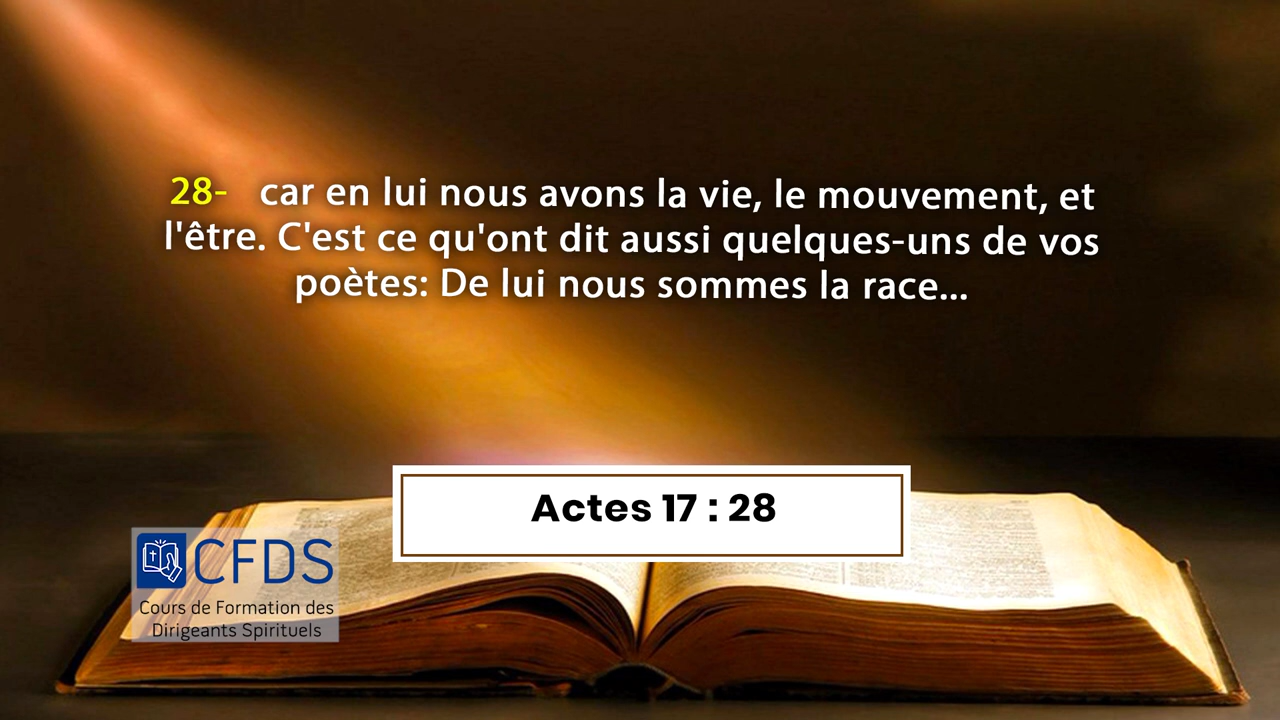 28- car en lui nous avons la vie, le mouvement, et
l'être. C'est ce qu'ont dit aussi quelques-uns de vos
poètes: De lui nous sommes la race...
Actes 17 : 28
CFDS
Cours de Formation des
Dirigeants Spirituels